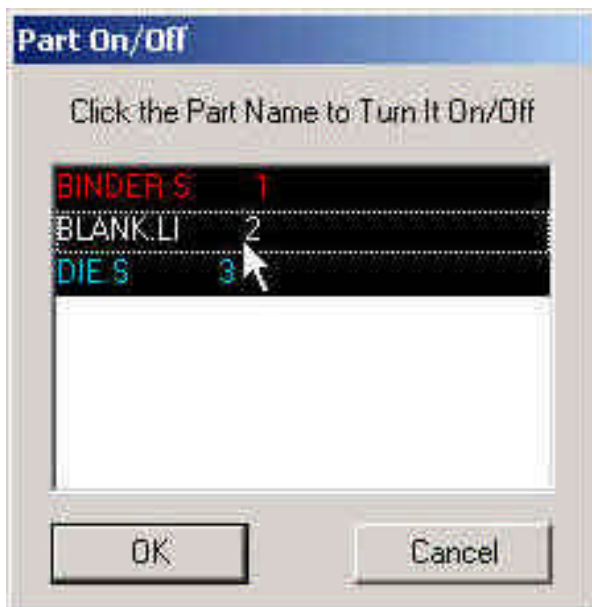 Part On/Off
Click the Part Name to Turn It On/Off
BINDER.S 1
BLANK.LI 2
DIE.S 3
OK Cancel